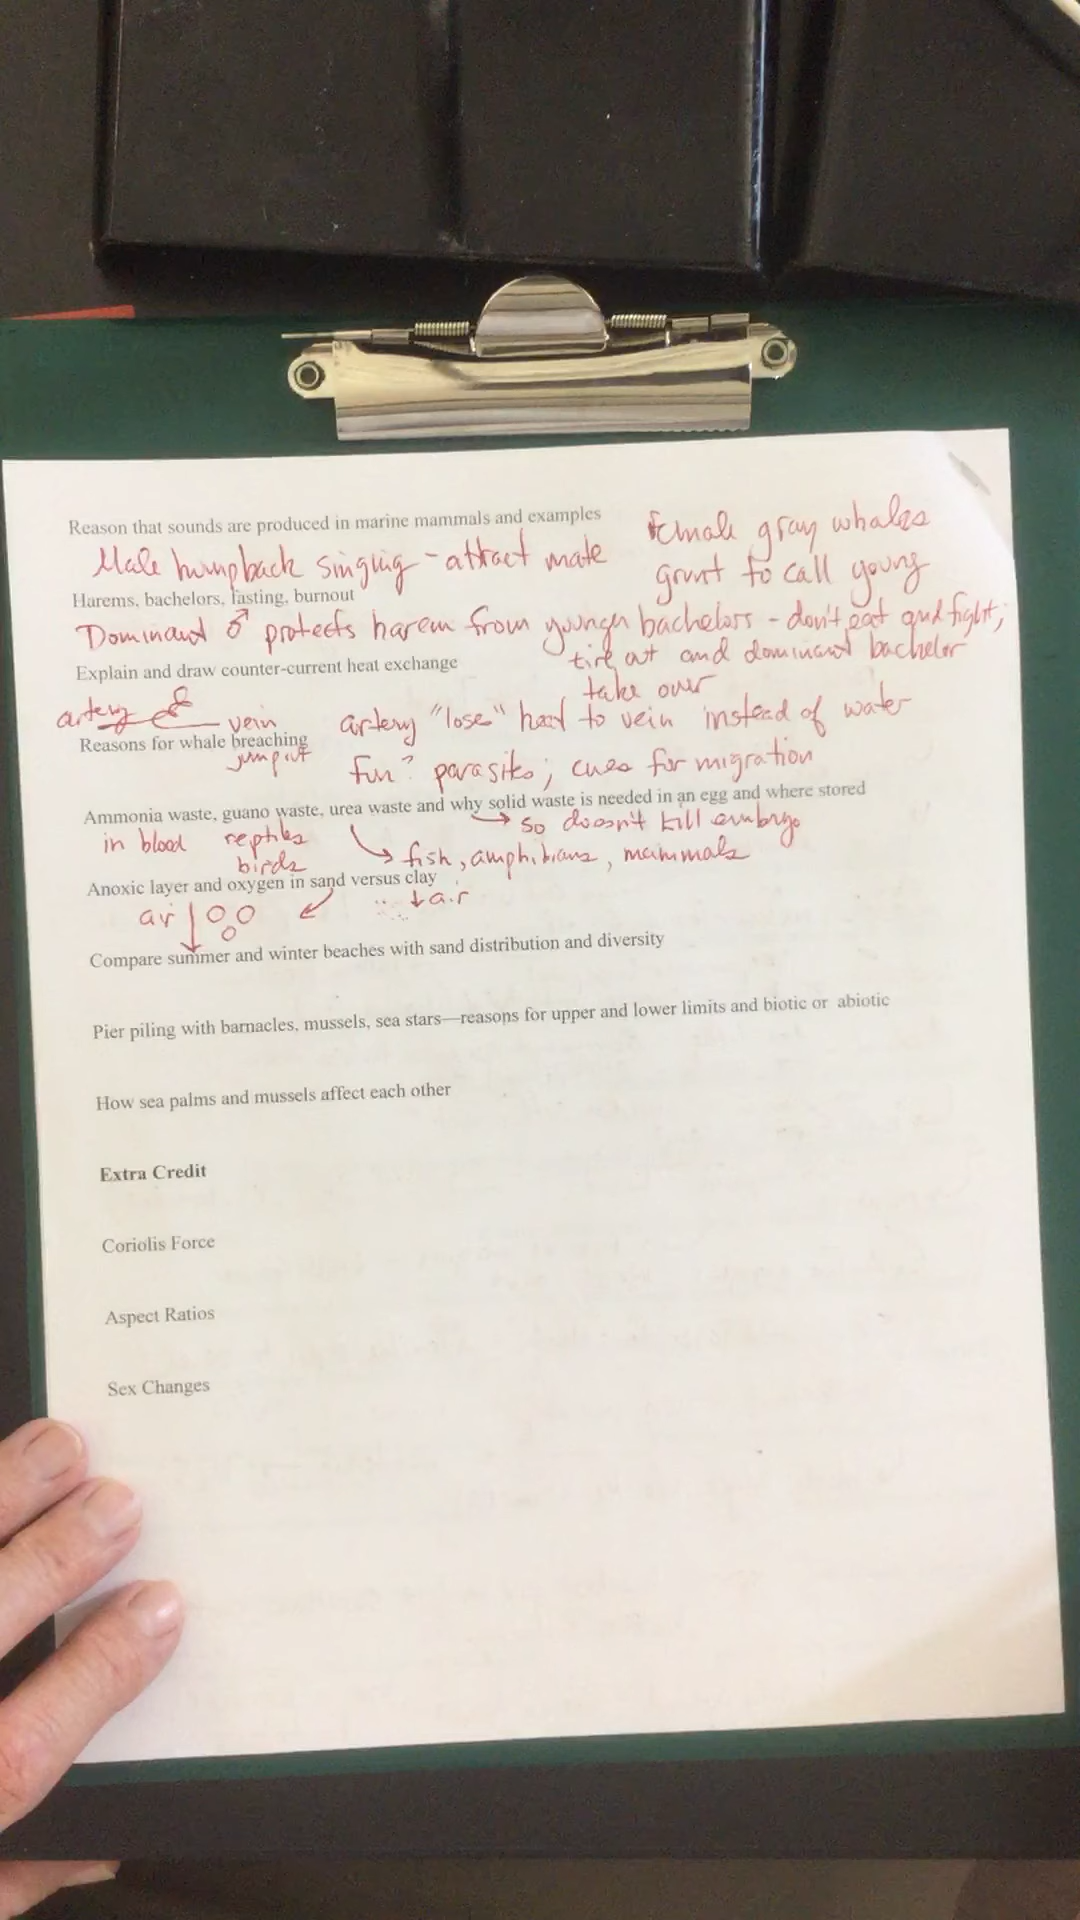 Reason that sounds are produced in marine mammals and examples
Male humpback singing - attract mate
Female gray whales
grunt to call young
Harems, bachelors, fasting, burnout
Dominant ♂ protects harem from younger bachelors - don't eat and fight;
tire out and dominant bachelor
take over
Explain and draw counter-current heat exchange
artery
vein
artery "lose" heat to vein instead of water
Reasons for whale breaching
jump out
fun? parasites; cues for migration
Ammonia waste, guano waste, urea waste and why solid waste is needed in an egg and where stored
→ so doesn't kill embryo
in blood reptiles
birds
→ fish, amphibians, mammals
Anoxic layer and oxygen in sand versus clay
air
↓ air
Compare summer and winter beaches with sand distribution and diversity
Pier piling with barnacles, mussels, sea stars—reasons for upper and lower limits and biotic or abiotic
How sea palms and mussels affect each other
Extra Credit
Coriolis Force
Aspect Ratios
Sex Changes